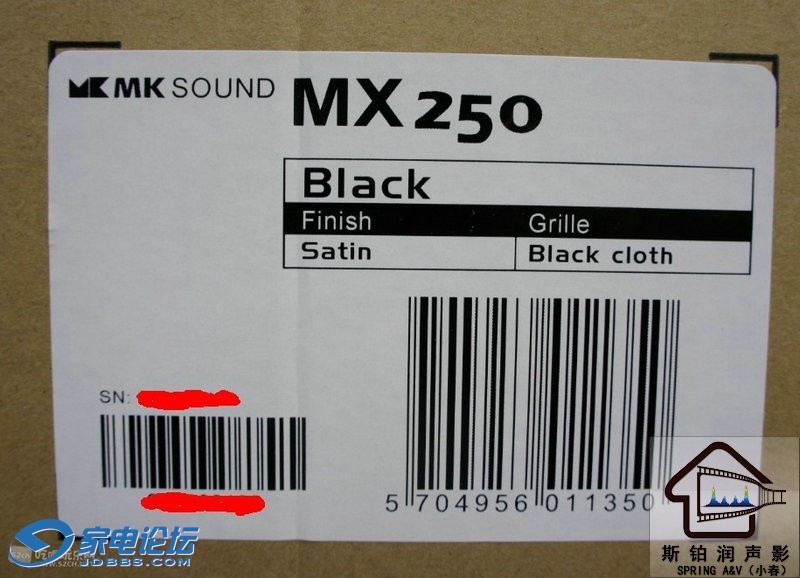 MK SOUND
MX 250
Black
Finish Grille
Satin Black cloth
SN:
5 704956 011350
家电论坛
JDBBS.COM
斯铂润声影
SPRING A&V（小春）